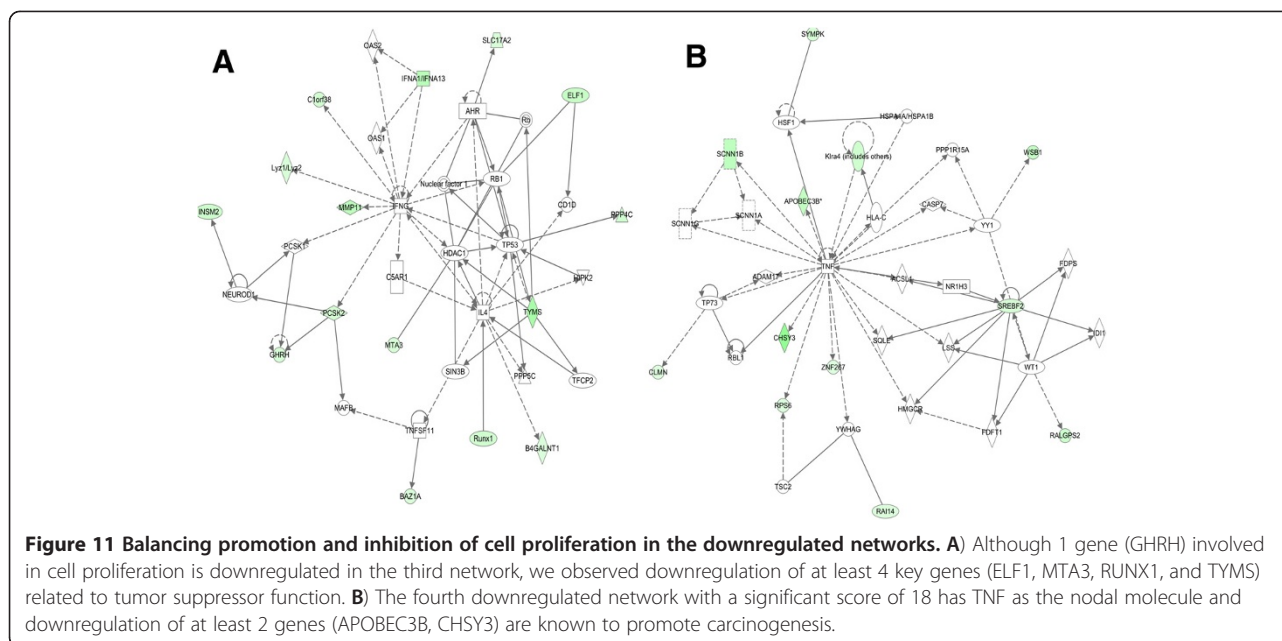 A
B
OAS2
SLC17A2
IFNA1/IFNA13
C1orf38
AHR
ELF1
Rb
OAS1
Lyz1/Lyz2
Nuclear factor 1
RB1
INSM2
MMP11
IFNG
CD1D
PPP4C
PCSK1
HDAC1
TP53
C5AR1
HIPK2
NEUROD1
PCSK2
IL4
TYMS
GHRH
MTA3
SIN3B
PPP5C
TFCP2
MAFB
TNFSF11
Runx1
B4GALNT1
BAZ1A
SYMPK
HSF1
HSPA1A/HSPA1B
SCNN1B
Klra4 (includes others)
PPP1R15A
WSB1
APOBEC3B*
SCNN1G
SCNN1A
HLA-C
CASP7
YY1
TNF
ADAM17
ACSL1
NR1H3
FDPS
TP73
SREBF2
CHSY3
SQLE
LSS
IDI1
RBL1
CLMN
ZNF267
WT1
RPS6
HMGCR
FDFT1
RALGPS2
YWHAG
TSC2
RAI14
Figure 11 Balancing promotion and inhibition of cell proliferation in the downregulated networks. A) Although 1 gene (GHRH) involved
in cell proliferation is downregulated in the third network, we observed downregulation of at least 4 key genes (ELF1, MTA3, RUNX1, and TYMS)
related to tumor suppressor function. B) The fourth downregulated network with a significant score of 18 has TNF as the nodal molecule and
downregulation of at least 2 genes (APOBEC3B, CHSY3) are known to promote carcinogenesis.